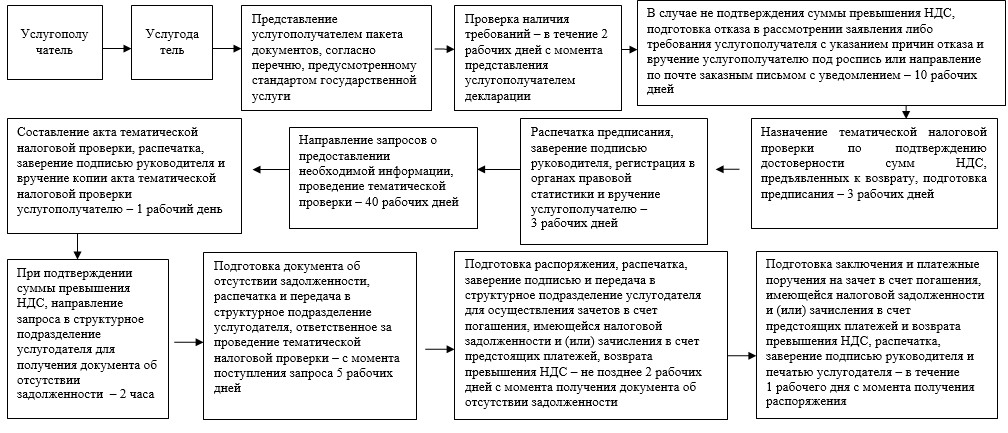 Услугополу
чатель
Услугода
тель
Представление
услугополучателем пакета
документов, согласно
перечню, предусмотренному
стандартом государственной
услуги
Проверка наличия
требований – в течение 2
рабочих дней с момента
представления
услугополучателем
декларации
В случае не подтверждения суммы превышения НДС,
подготовка отказа в рассмотрении заявления либо
требования услугополучателя с указанием причин отказа и
вручение услугополучателю под роспись или направление
по почте заказным письмом с уведомлением – 10 рабочих
дней
Назначение тематической налоговой
проверки по подтверждению
достоверности сумм НДС,
предъявленных к возврату, подготовка
предписания – 3 рабочих дней
Распечатка предписания,
заверение подписью
руководителя, регистрация в
органах правовой
статистики и вручение
услугополучателю –
3 рабочих дней
Направление запросов о
предоставлении
необходимой информации,
проведение тематической
проверки – 40 рабочих дней
Составление акта тематической
налоговой проверки, распечатка,
заверение подписью руководителя и
вручение копии акта тематической
налоговой проверки
услугополучателю – 1 рабочий день
При подтверждении
суммы превышения
НДС, направление
запроса в структурное
подразделение
услугодателя для
получения документа об
отсутствии
задолженности – 2 часа
Подготовка документа об
отсутствии задолженности,
распечатка и передача в
структурное подразделение
услугодателя, ответственное за
проведение тематической
налоговой проверки – с момента
поступления запроса 5 рабочих
дней
Подготовка распоряжения, распечатка,
заверение подписью и передача в
структурное подразделение услугодателя
для осуществления зачетов в счет
погашения, имеющейся налоговой
задолженности и (или) зачисления в счет
предстоящих платежей, возврата
превышения НДС – не позднее 2 рабочих
дней с момента получения документа об
отсутствии задолженности
Подготовка заключения и платежные
поручения на зачет в счет погашения,
имеющейся налоговой задолженности
и (или) зачисления в счет
предстоящих платежей и возврата
превышения НДС, распечатка,
заверение подписью руководителя и
печатью услугодателя – в течение
1 рабочего дня с момента получения
распоряжения